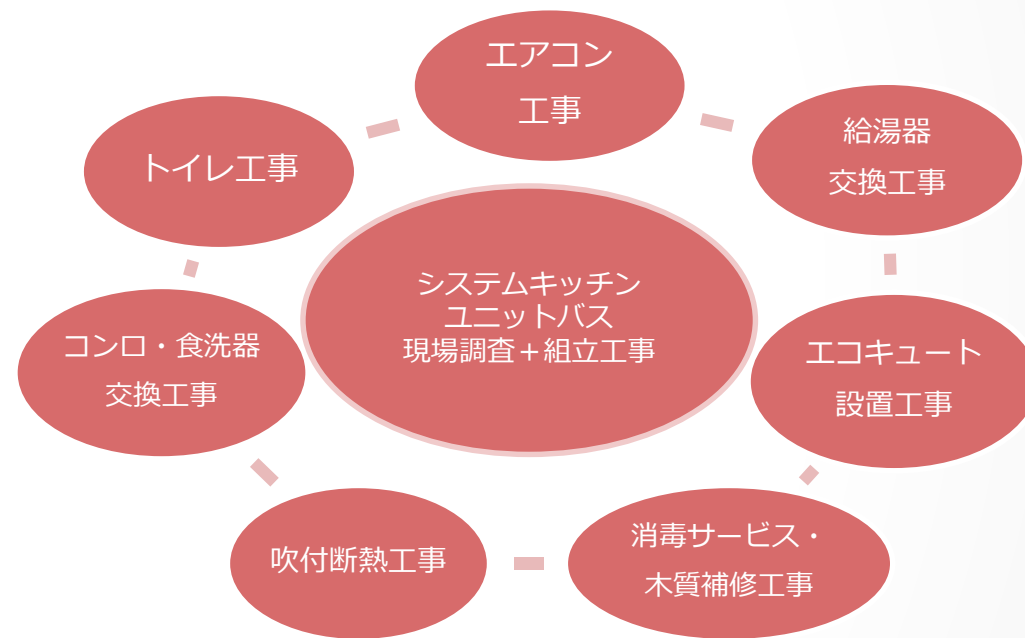 エアコン
工事
給湯器
交換工事
トイレ工事
システムキッチン
ユニットバス
現場調査+組立工事
コンロ・食洗器
交換工事
エコキュート
設置工事
吹付断熱工事
消毒サービス・
木質補修工事